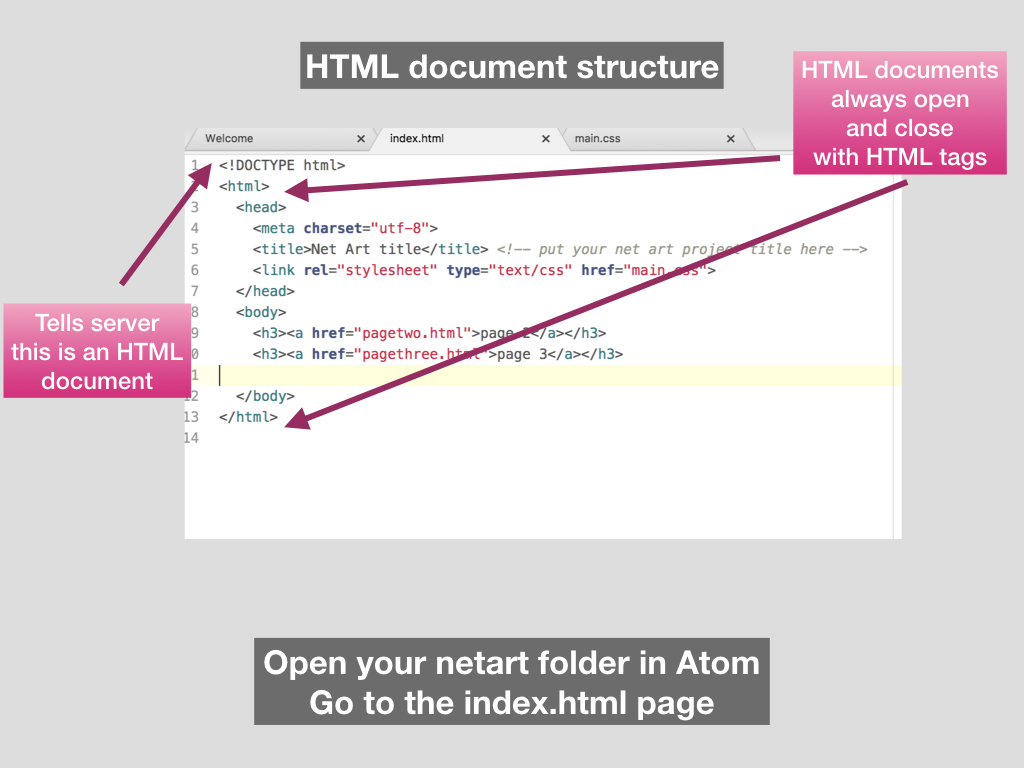 HTML document structure
HTML documents
always open
and close
with HTML tags
Welcome
index.html
main.css
1 <!DOCTYPE html>
<html>
3 <head>
4 <meta charset="utf-8">
5 <title>Net Art title</title> <!-- put your net art project title here -->
6 <link rel="stylesheet" type="text/css" href="main.css">
7 </head>
8 <body>
9 <h3><a href="pagetwo.html">page 2</a></h3>
0 <h3><a href="pagethree.html">page 3</a></h3>
1
12 </body>
13 </html>
14
Tells server
this is an HTML
document
Open your netart folder in Atom
Go to the index.html page